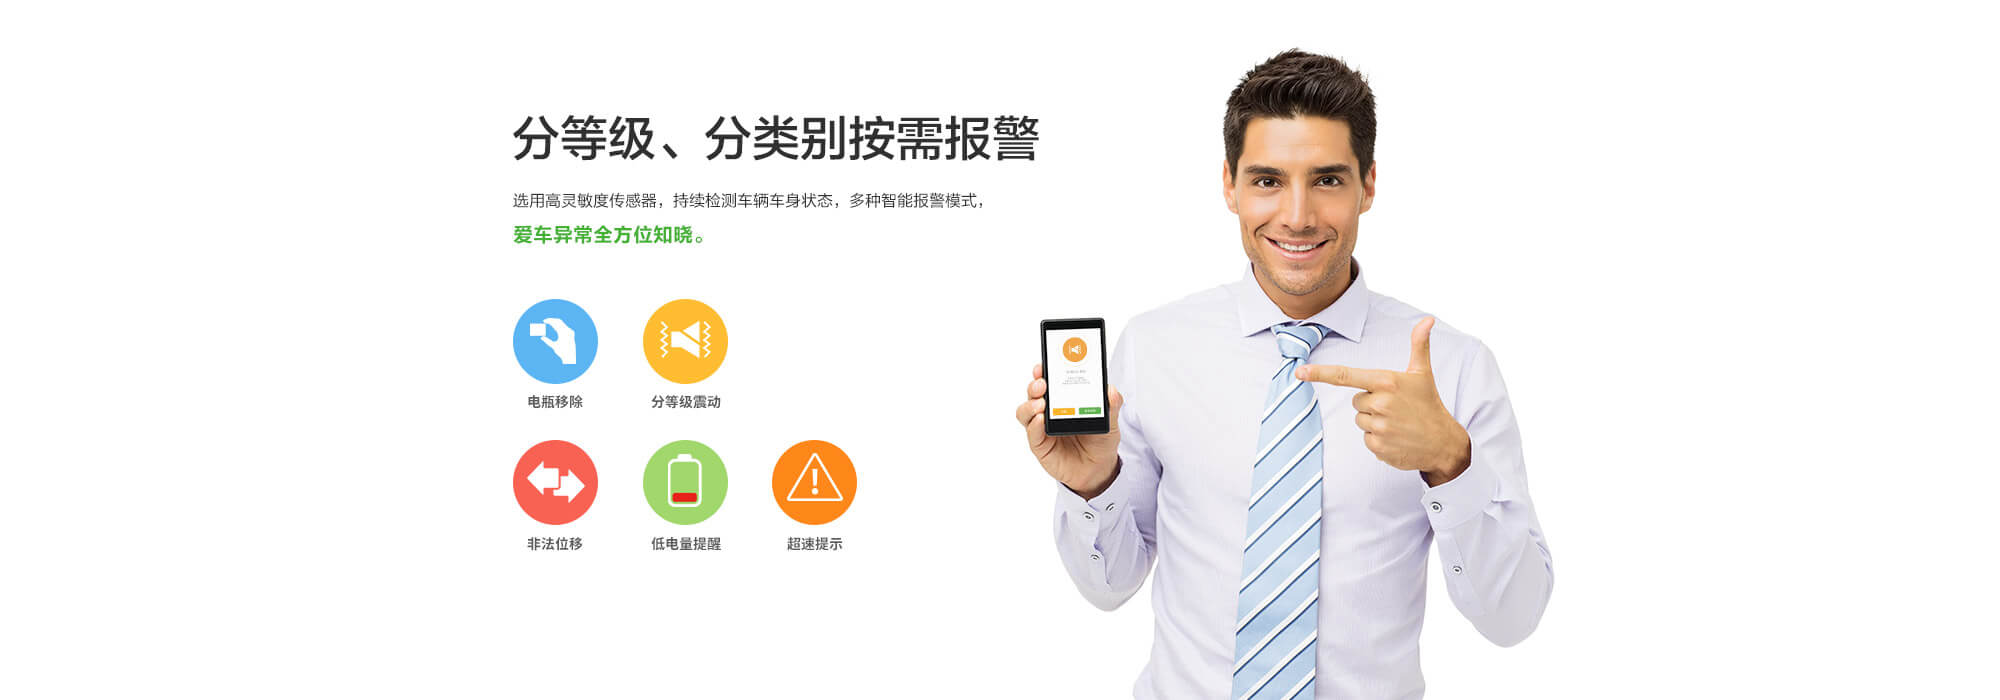 分等级、分类别按需报警
选用高灵敏度传感器，持续检测车辆车身状态，多种智能报警模式，
爱车异常全方位知晓。
电瓶移除
分等级震动
非法位移
低电量提醒
超速提示